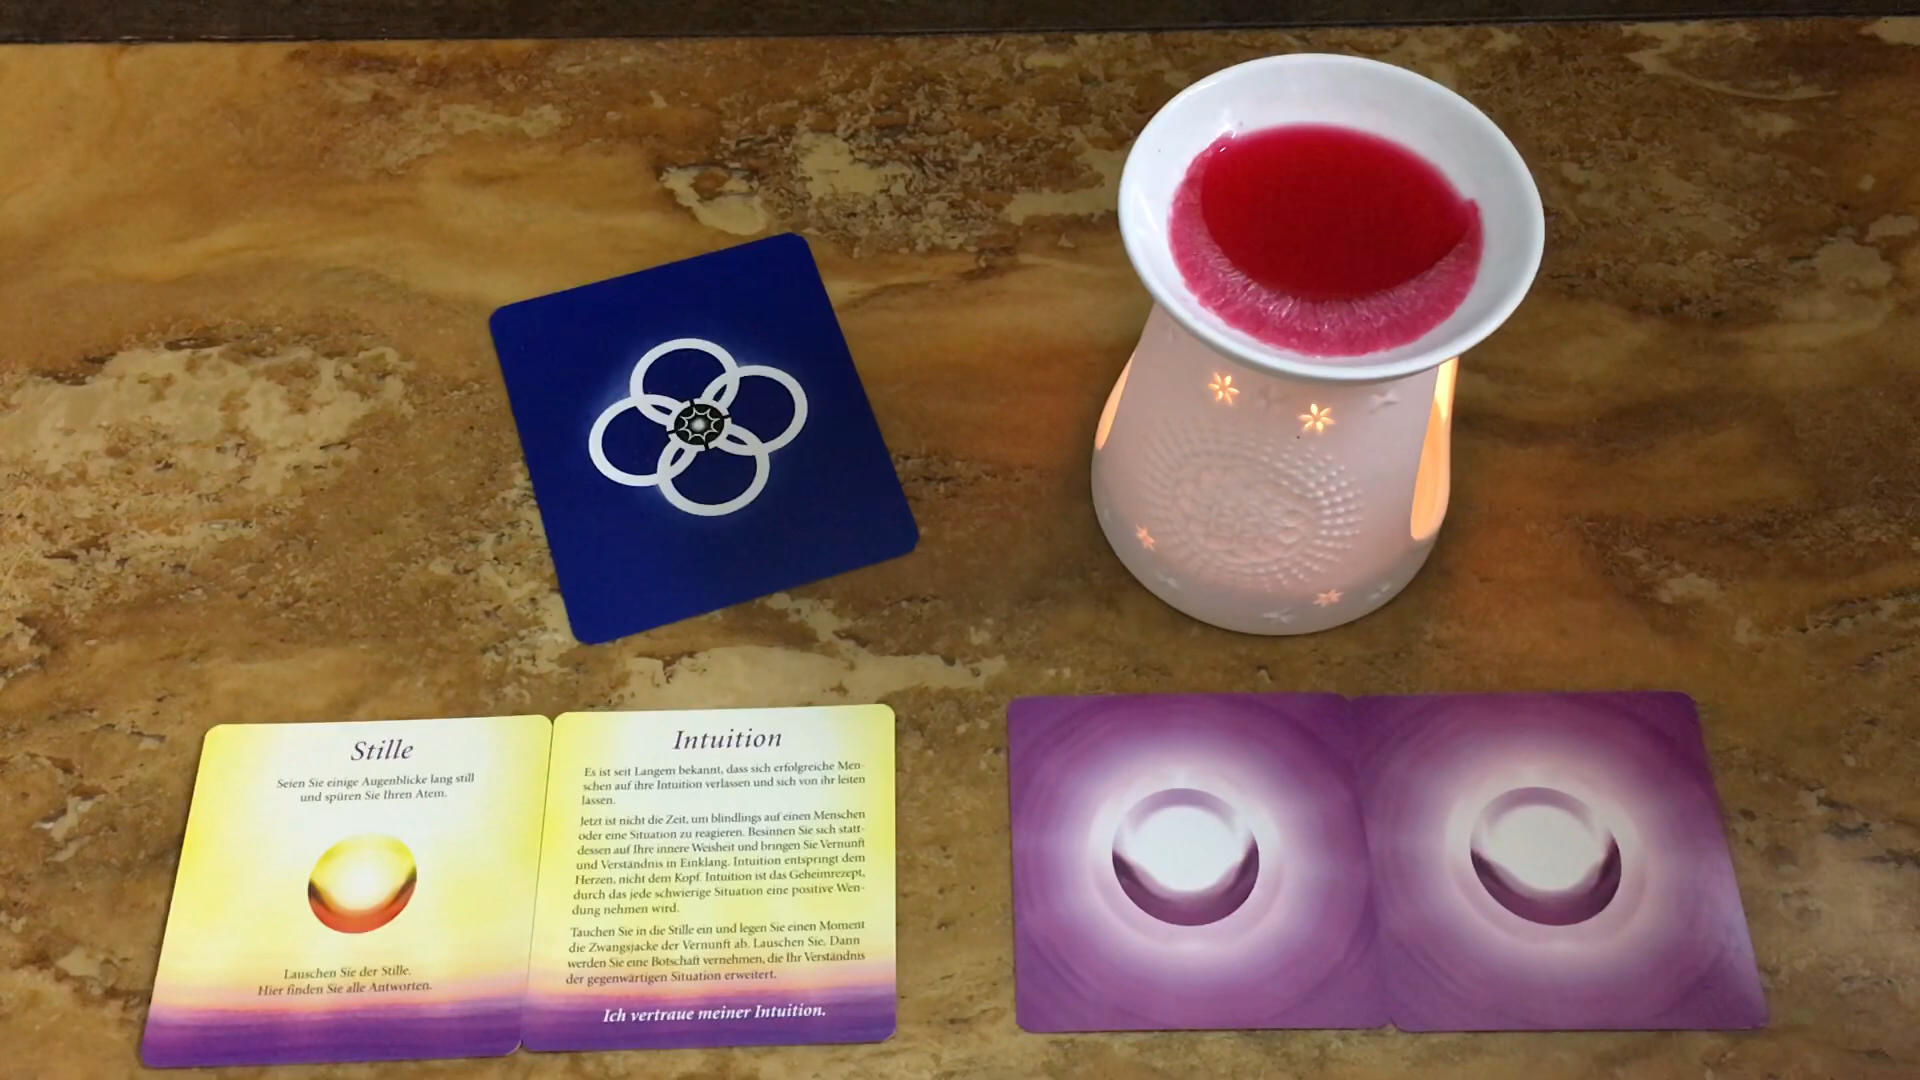 Stille
Seien Sie einige Augenblicke lang still
und spüren Sie Ihren Atem.
Lauschen Sie der Stille.
Hier finden Sie alle Antworten.
Intuition
Es ist seit Langem bekannt, dass sich erfolgreiche Men-
schen auf ihre Intuition verlassen und sich von ihr leiten
lassen.
Jetzt ist nicht die Zeit, um blindlings auf einen Menschen
oder eine Situation zu reagieren. Besinnen Sie sich statt-
dessen auf Ihre innere Weisheit und bringen Sie Vernunft
und Verständnis in Einklang. Intuition entspringt dem
Herzen, nicht dem Kopf. Intuition ist das Geheimrezept,
durch das jede schwierige Situation eine positive Wen-
dung nehmen wird.
Tauchen Sie in die Stille ein und legen Sie einen Moment
die Zwangsjacke der Vernunft ab. Lauschen Sie. Dann
werden Sie eine Botschaft vernehmen, die Ihr Verständnis
der gegenwärtigen Situation erweitert.
Ich vertraue meiner Intuition.